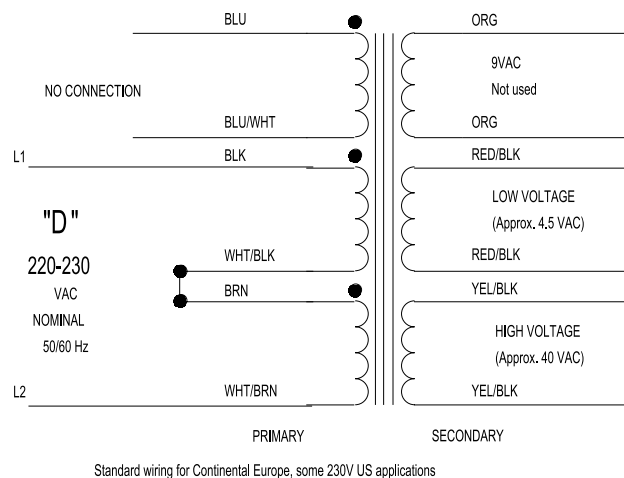 BLU
ORG
9VAC
Not used
NO CONNECTION
BLU/WHT
ORG
L1
BLK
RED/BLK
"D"
220-230
VAC
NOMINAL
50/60 Hz
LOW VOLTAGE
(Approx. 4.5 VAC)
WHT/BLK
RED/BLK
BRN
YEL/BLK
HIGH VOLTAGE
(Approx. 40 VAC)
L2
WHT/BRN
YEL/BLK
PRIMARY
SECONDARY
Standard wiring for Continental Europe, some 230V US applications